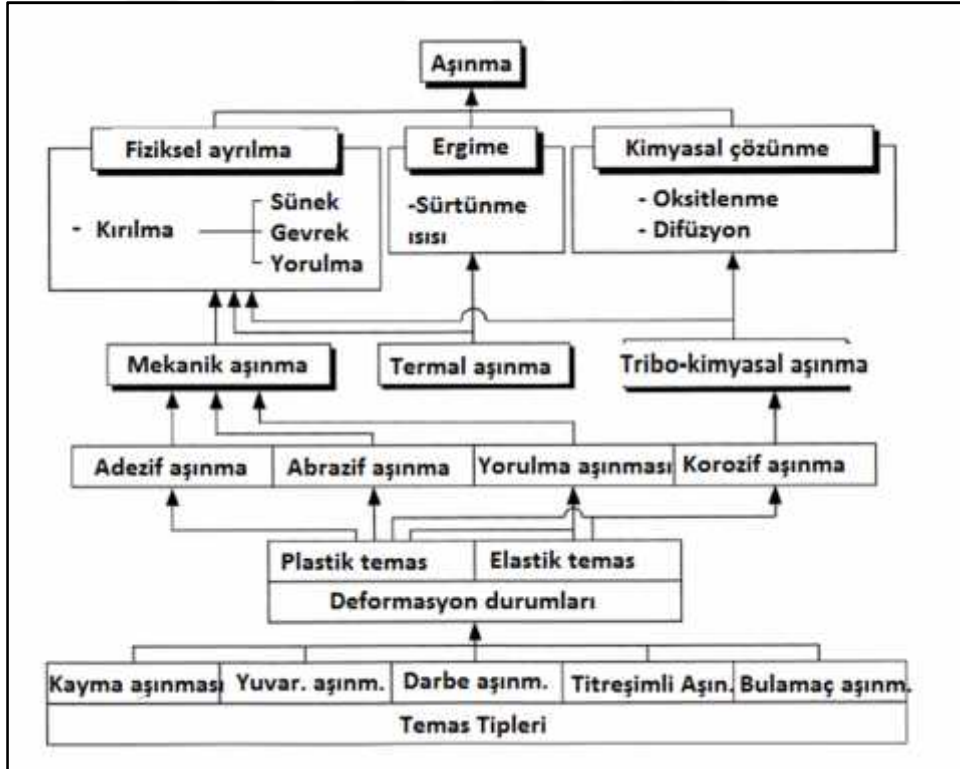 Aşınma
Fiziksel ayrılma
Ergime
Kimyasal çözünme
- Kırılma
Sünek
Gevrek
Yorulma
-Sürtünme
ısısı
- Oksitlenme
- Difüzyon
Mekanik aşınma
Termal aşınma
Tribo-kimyasal aşınma
Adezif aşınma
Abrazif aşınma
Yorulma aşınması
Korozif aşınma
Plastik temas
Elastik temas
Deformasyon durumları
Kayma aşınması
Yuvar. aşınm.
Darbe aşınm.
Titreşimli Aşın.
Bulamaç aşınm.
Temas Tipleri